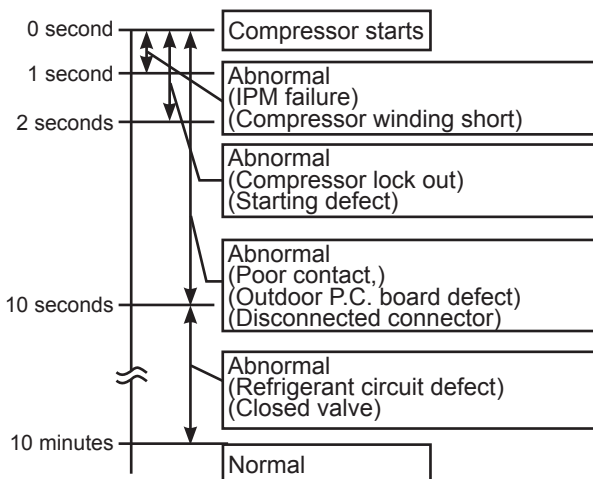 0 second
Compressor starts
1 second
Abnormal
(IPM failure)
(Compressor winding short)
2 seconds
Abnormal
(Compressor lock out)
(Starting defect)
Abnormal
(Poor contact,)
(Outdoor P.C. board defect)
(Disconnected connector)
10 seconds
Abnormal
(Refrigerant circuit defect)
(Closed valve)
10 minutes
Normal